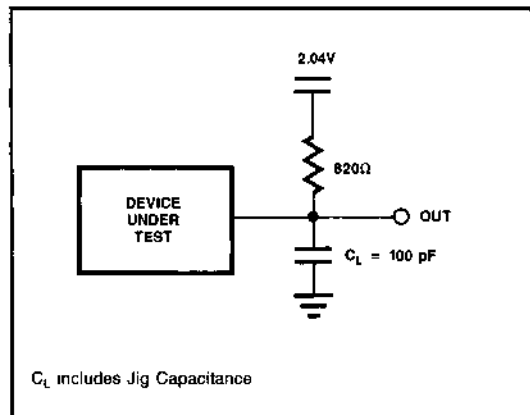 2.04V
820Ω
DEVICE
UNDER
TEST
OUT
C_L = 100 pF
C_L includes Jig Capacitance